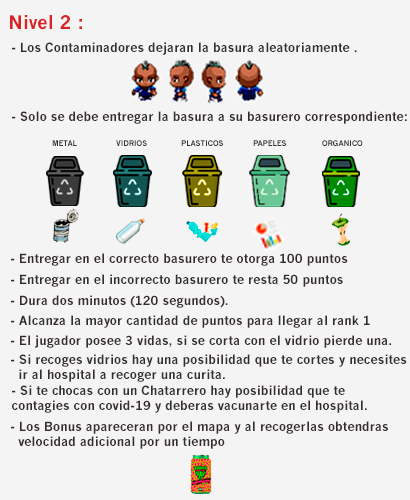 Nivel 2 :
- Los Contaminadores dejaran la basura aleatoriamente .
- Solo se debe entregar la basura a su basurero correspondiente:
METAL VIDRIOS PLASTICOS PAPELES ORGANICO
- Entregar en el correcto basurero te otorga 100 puntos
- Entregar en el incorrecto basurero te resta 50 puntos
- Dura dos minutos (120 segundos).
- Alcanza la mayor cantidad de puntos para llegar al rank 1
- El jugador posee 3 vidas, si se corta con el vidrio pierde una.
- Si recoges vidrios hay una posibilidad que te cortes y necesites
ir al hospital a recoger una curita.
- Si te chocas con un Chatarrero hay posibilidad que te
contagies con covid-19 y deberas vacunarte en el hospital.
- Los Bonus apareceran por el mapa y al recogerlas obtendras
velocidad adicional por un tiempo